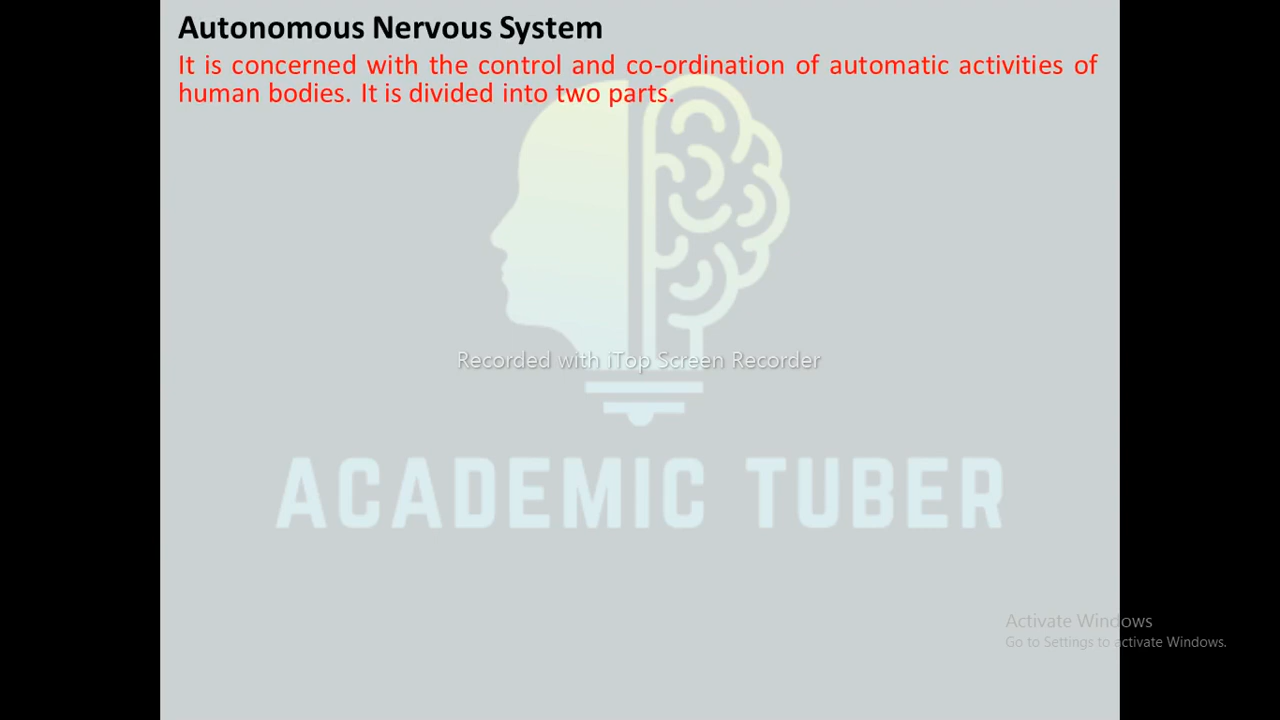 Autonomous Nervous System
It is concerned with the control and co-ordination of automatic activities of
human bodies. It is divided into two parts.
Recorded with iTop Screen Recorder
ACADEMIC TUBER
Activate Windows
Go to Settings to activate Windows.